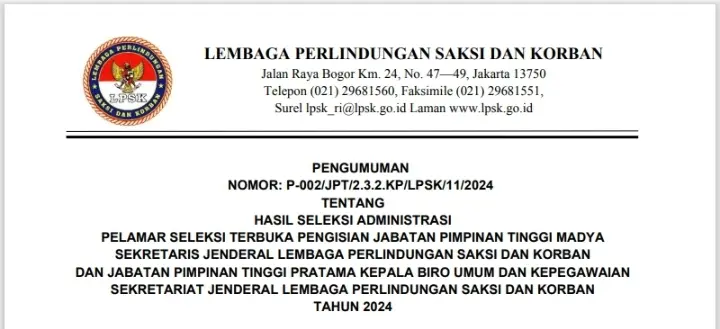 LEMBAGA PERLINDUNGAN SAKSI DAN KORBAN
LPSK
LEMBAGA PERLINDUNGAN SAKSI DAN KORBAN
Jalan Raya Bogor Km. 24, No. 47—49, Jakarta 13750
Telepon (021) 29681560, Faksimile (021) 29681551,
Surel lpsk_ri@lpsk.go.id Laman www.lpsk.go.id
PENGUMUMAN
NOMOR: P-002/JPT/2.3.2.KP/LPSK/11/2024
TENTANG
HASIL SELEKSI ADMINISTRASI
PELAMAR SELEKSI TERBUKA PENGISIAN JABATAN PIMPINAN TINGGI MADYA
SEKRETARIS JENDERAL LEMBAGA PERLINDUNGAN SAKSI DAN KORBAN
DAN JABATAN PIMPINAN TINGGI PRATAMA KEPALA BIRO UMUM DAN KEPEGAWAIAN
SEKRETARIAT JENDERAL LEMBAGA PERLINDUNGAN SAKSI DAN KORBAN
TAHUN 2024